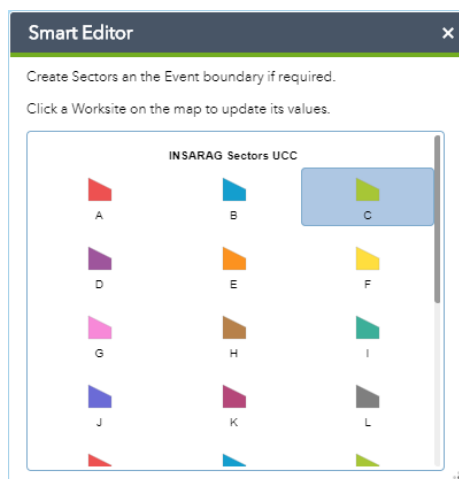 Smart Editor
Create Sectors an the Event boundary if required.
Click a Worksite on the map to update its values.
INSARAG Sectors UCC
A B C
D E F
G H I
J K L